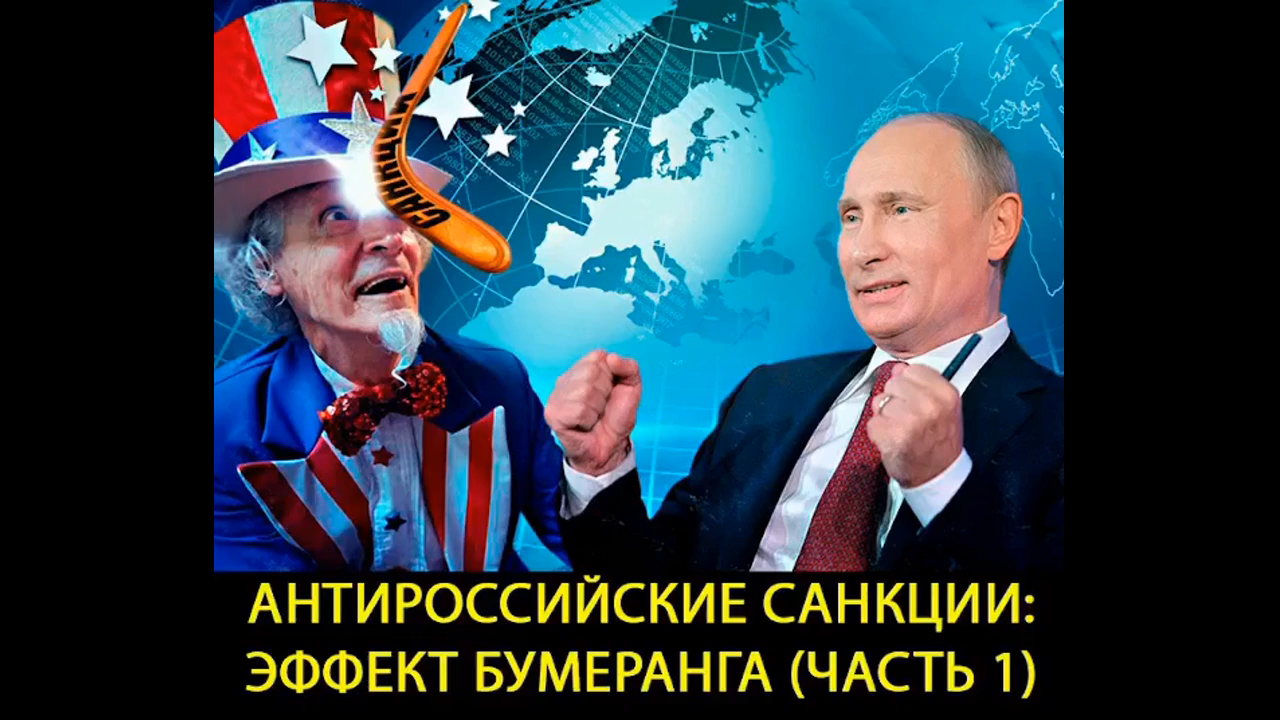 САНКЦИИ
АНТИРОССИЙСКИЕ САНКЦИИ:
ЭФФЕКТ БУМЕРАНГА (ЧАСТЬ 1)